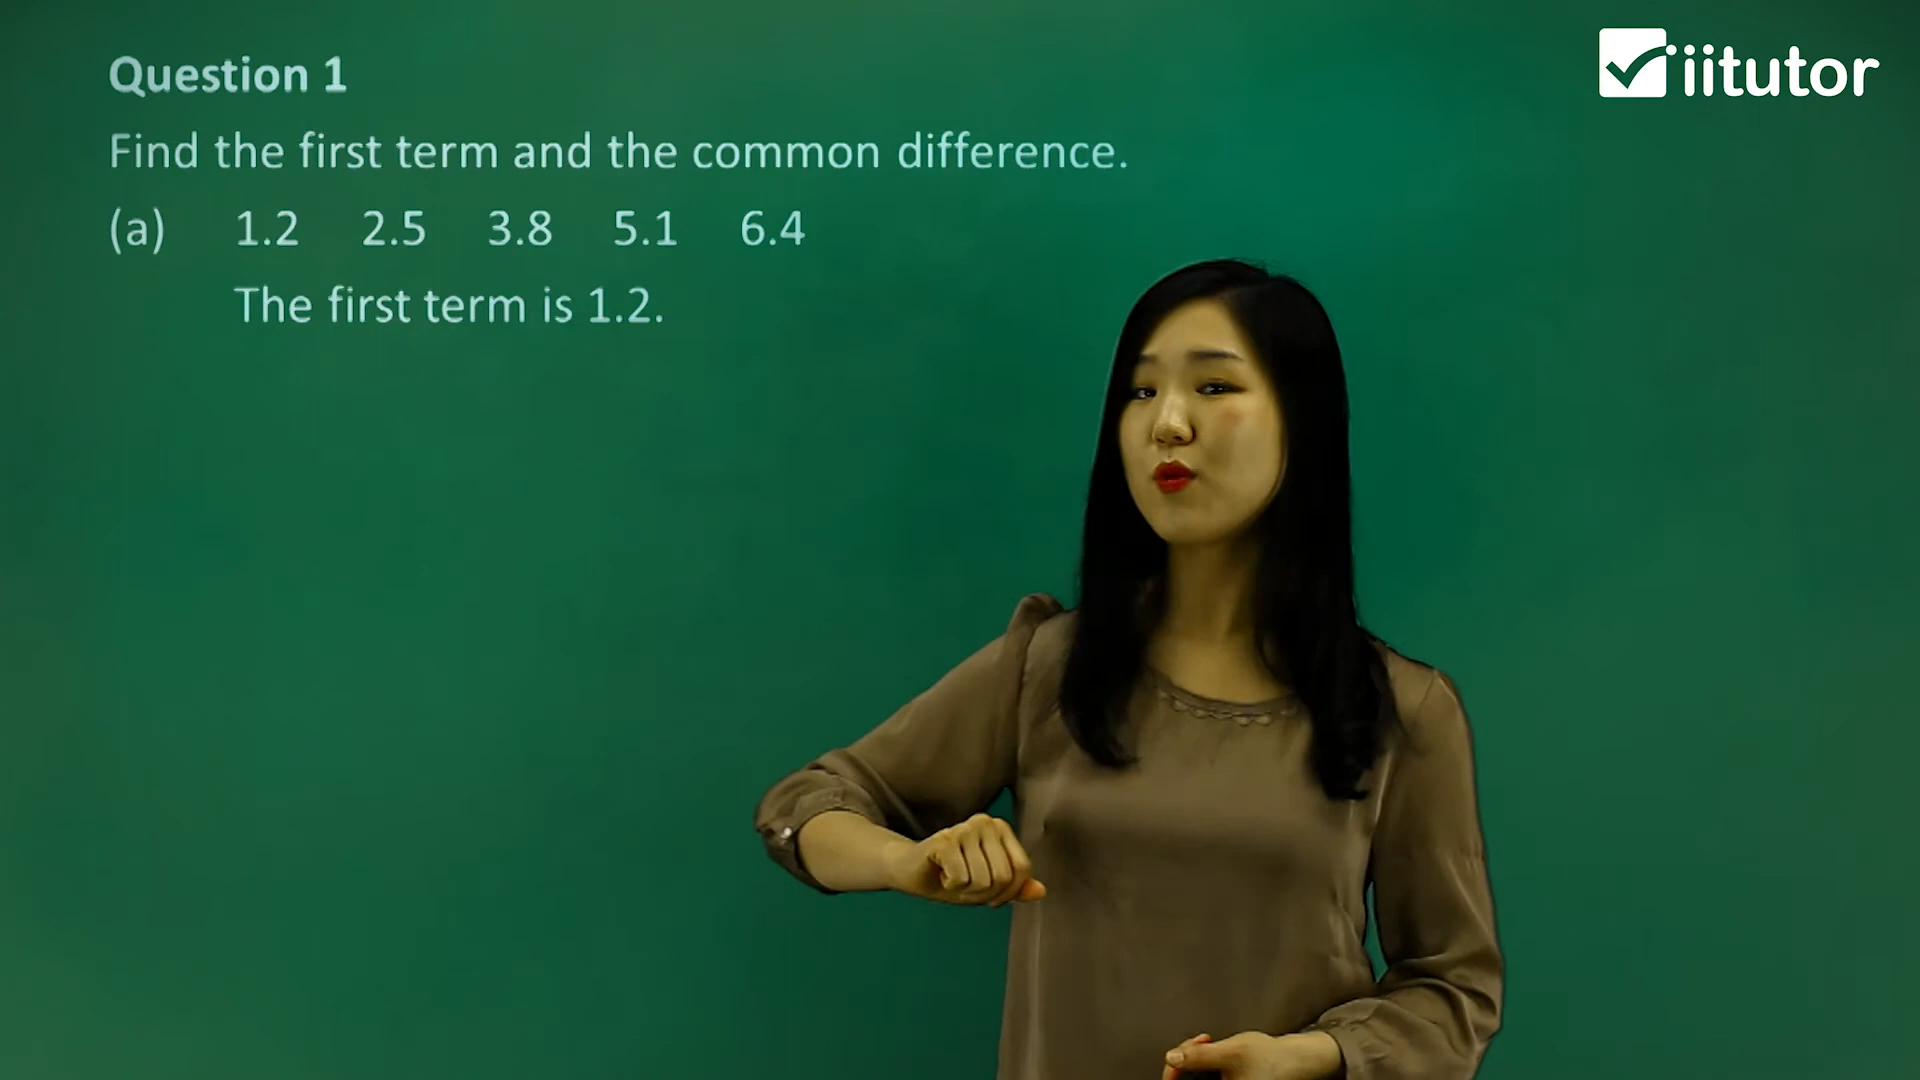 Question 1
iitutor
Find the first term and the common difference.
(a) 1.2 2.5 3.8 5.1 6.4
The first term is 1.2.